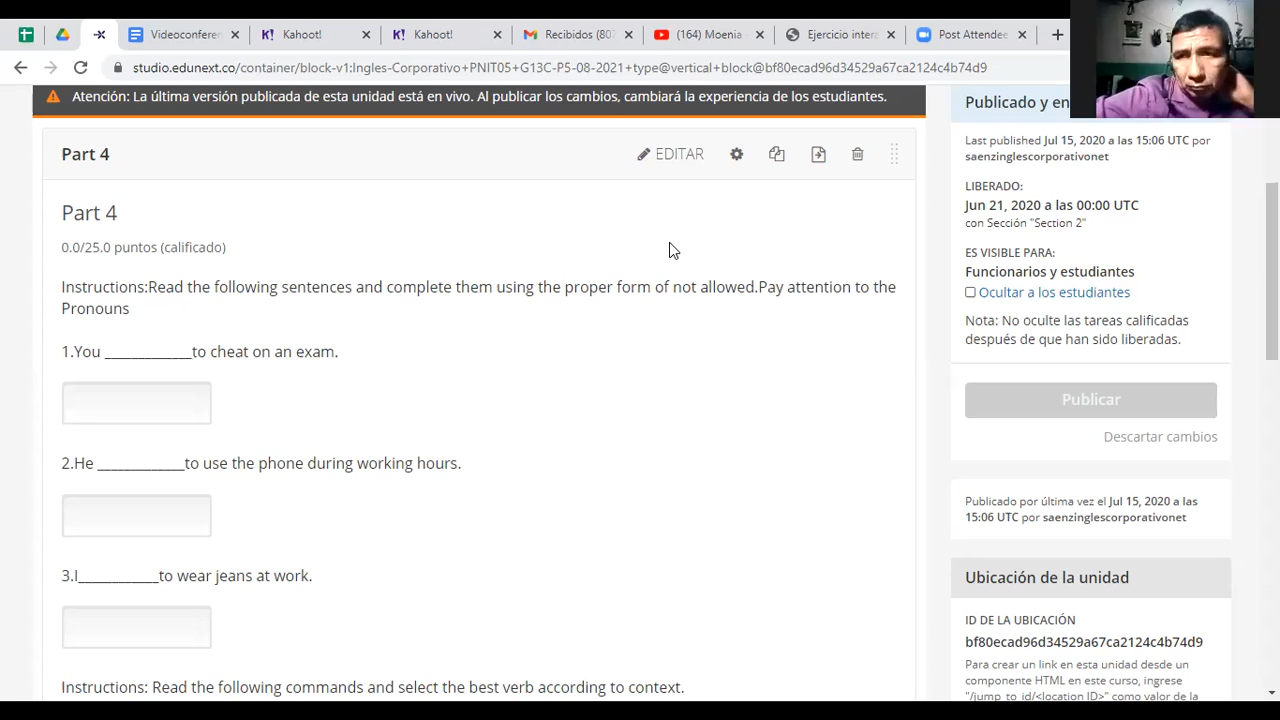 Videoconfere
Kahoot!
Kahoot!
Recibidos (80
(164) Moenia
Ejercicio inter
Post Attendee
studio.edunext.co/container/block-v1:Ingles-Corporativo+PNI05+G13C-P5-08-2021+type@vertical+block@bf80ecad96d34529a67ca2124c4b74d9
Atención: La última versión publicada de esta unidad está en vivo. Al publicar los cambios, cambiará la experiencia de los estudiantes.
Part 4
EDITAR
Part 4
0.0/25.0 puntos (calificado)
Instructions:Read the following sentences and complete them using the proper form of not allowed.Pay attention to the
Pronouns
1.You _____________to cheat on an exam.
2.He _____________to use the phone during working hours.
3.I____________to wear jeans at work.
Instructions: Read the following commands and select the best verb according to context.
Publicado y en
Last published Jul 15, 2020 a las 15:06 UTC por
saenzinglescorporativonet
LIBERADO:
Jun 21, 2020 a las 00:00 UTC
con Sección "Section 2"
ES VISIBLE PARA:
Funcionarios y estudiantes
Ocultar a los estudiantes
Nota: No oculte las tareas calificadas
después de que han sido liberadas.
Publicar
Descartar cambios
Publicado por última vez el Jul 15, 2020 a las
15:06 UTC por saenzinglescorporativonet
Ubicación de la unidad
ID DE LA UBICACIÓN
bf80ecad96d34529a67ca2124c4b74d9
Para crear un link en esta unidad desde un
componente HTML en este curso, ingrese
"/jump_to_id/<location ID>" como valor de la